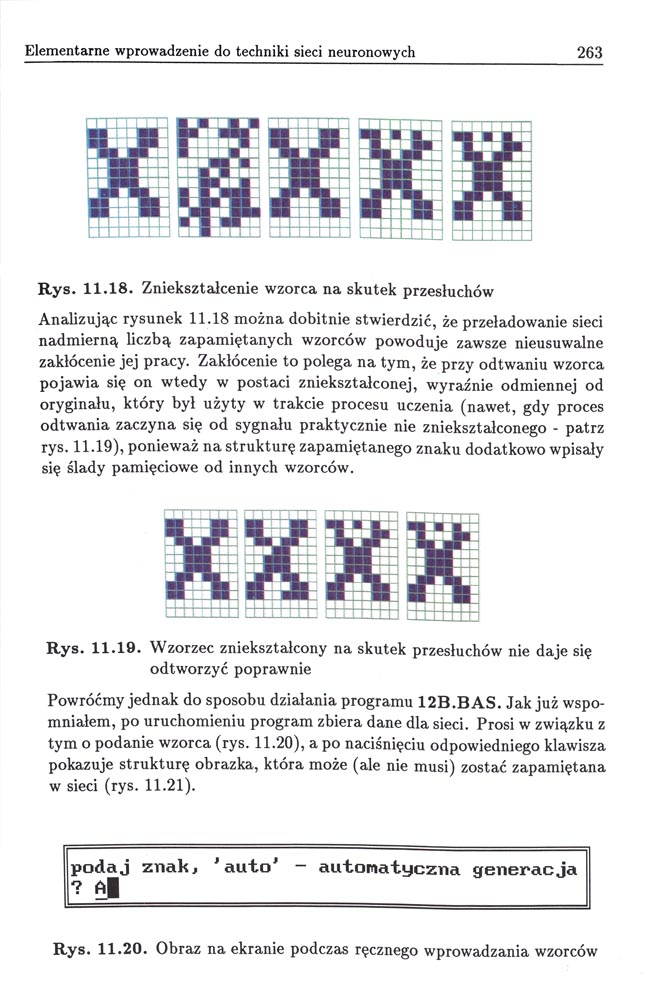 Elementarne wprowadzenie do techniki sieci neuronowych 263
Rys. 11.18. Zniekształcenie wzorca na skutek przesłuchów
Analizując rysunek 11.18 można dobitnie stwierdzić, że przeładowanie sieci
nadmierną liczbą zapamiętanych wzorców powoduje zawsze nieusuwalne
zakłócenie jej pracy. Zakłócenie to polega na tym, że przy odtwaniu wzorca
pojawia się on wtedy w postaci zniekształconej, wyraźnie odmiennej od
oryginału, który był użyty w trakcie procesu uczenia (nawet, gdy proces
odtwania zaczyna się od sygnału praktycznie nie zniekształconego - patrz
rys. 11.19), ponieważ na strukturę zapamiętanego znaku dodatkowo wpisały
się ślady pamięciowe od innych wzorców.
Rys. 11.19. Wzorzec zniekształcony na skutek przesłuchów nie daje się
odtworzyć poprawnie
Powróćmy jednak do sposobu działania programu 12B.BAS. Jak już wspo-
mniałem, po uruchomieniu program zbiera dane dla sieci. Prosi w związku z
tym o podanie wzorca (rys. 11.20), a po naciśnięciu odpowiedniego klawisza
pokazuje strukturę obrazka, która może (ale nie musi) zostać zapamiętana
w sieci (rys. 11.21).
podaj znak, 'auto' - automatyczna generacja
? A
Rys. 11.20. Obraz na ekranie podczas ręcznego wprowadzania wzorców